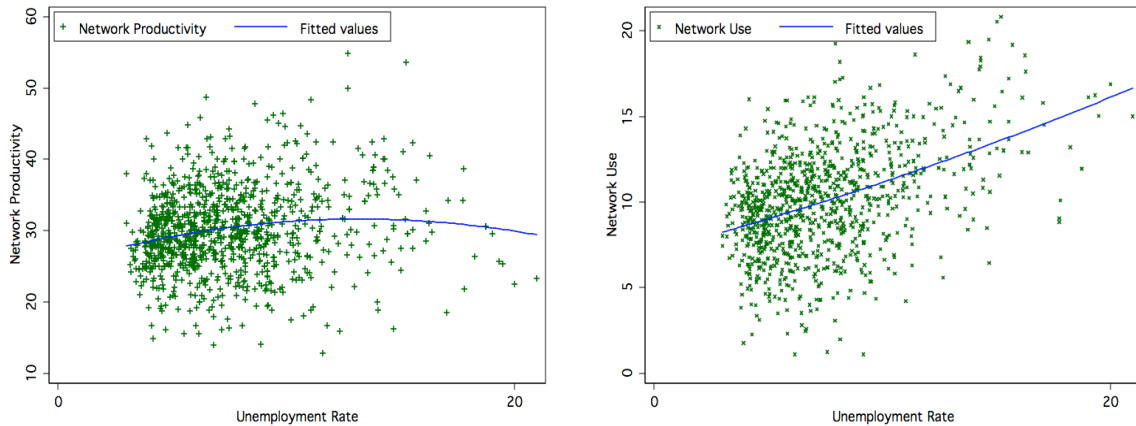 Network Productivity Fitted values
Network Productivity
60
50
40
30
20
10
0 20
Unemployment Rate
Network Use Fitted values
Network Use
20
15
10
5
0
0 20
Unemployment Rate